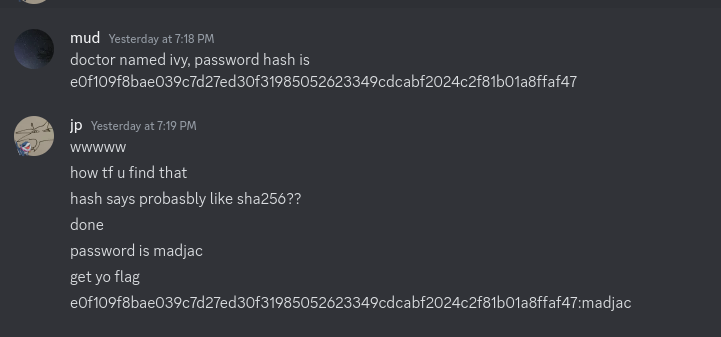 mud Yesterday at 7:18 PM
doctor named ivy, password hash is
e0f109f8bae039c7d27ed30f31985052623349cdcabf2024c2f81b01a8ffaf47
jp Yesterday at 7:19 PM
wwwww
how tf u find that
hash says probasbly like sha256??
done
password is madjac
get yo flag
e0f109f8bae039c7d27ed30f31985052623349cdcabf2024c2f81b01a8ffaf47:madjac